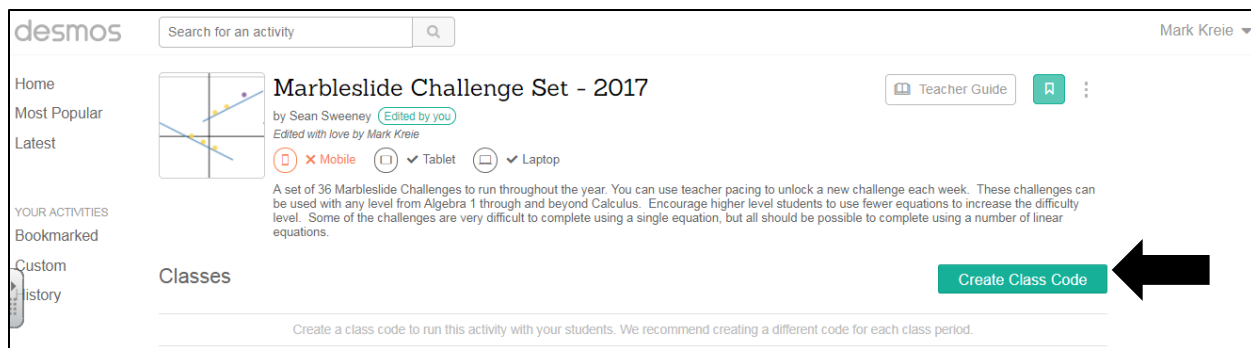 desmos
Search for an activity
Mark Kreie
Home
Most Popular
Latest
YOUR ACTIVITIES
Bookmarked
Custom
History
Marbleslide Challenge Set - 2017
Teacher Guide
by Sean Sweeney Edited by you
Edited with love by Mark Kreie
Mobile Tablet Laptop
A set of 36 Marbleslide Challenges to run throughout the year. You can use teacher pacing to unlock a new challenge each week. These challenges can
be used with any level from Algebra 1 through and beyond Calculus. Encourage higher level students to use fewer equations to increase the difficulty
level. Some of the challenges are very difficult to complete using a single equation, but all should be possible to complete using a number of linear
equations.
Classes
Create Class Code
Create a class code to run this activity with your students. We recommend creating a different code for each class period.